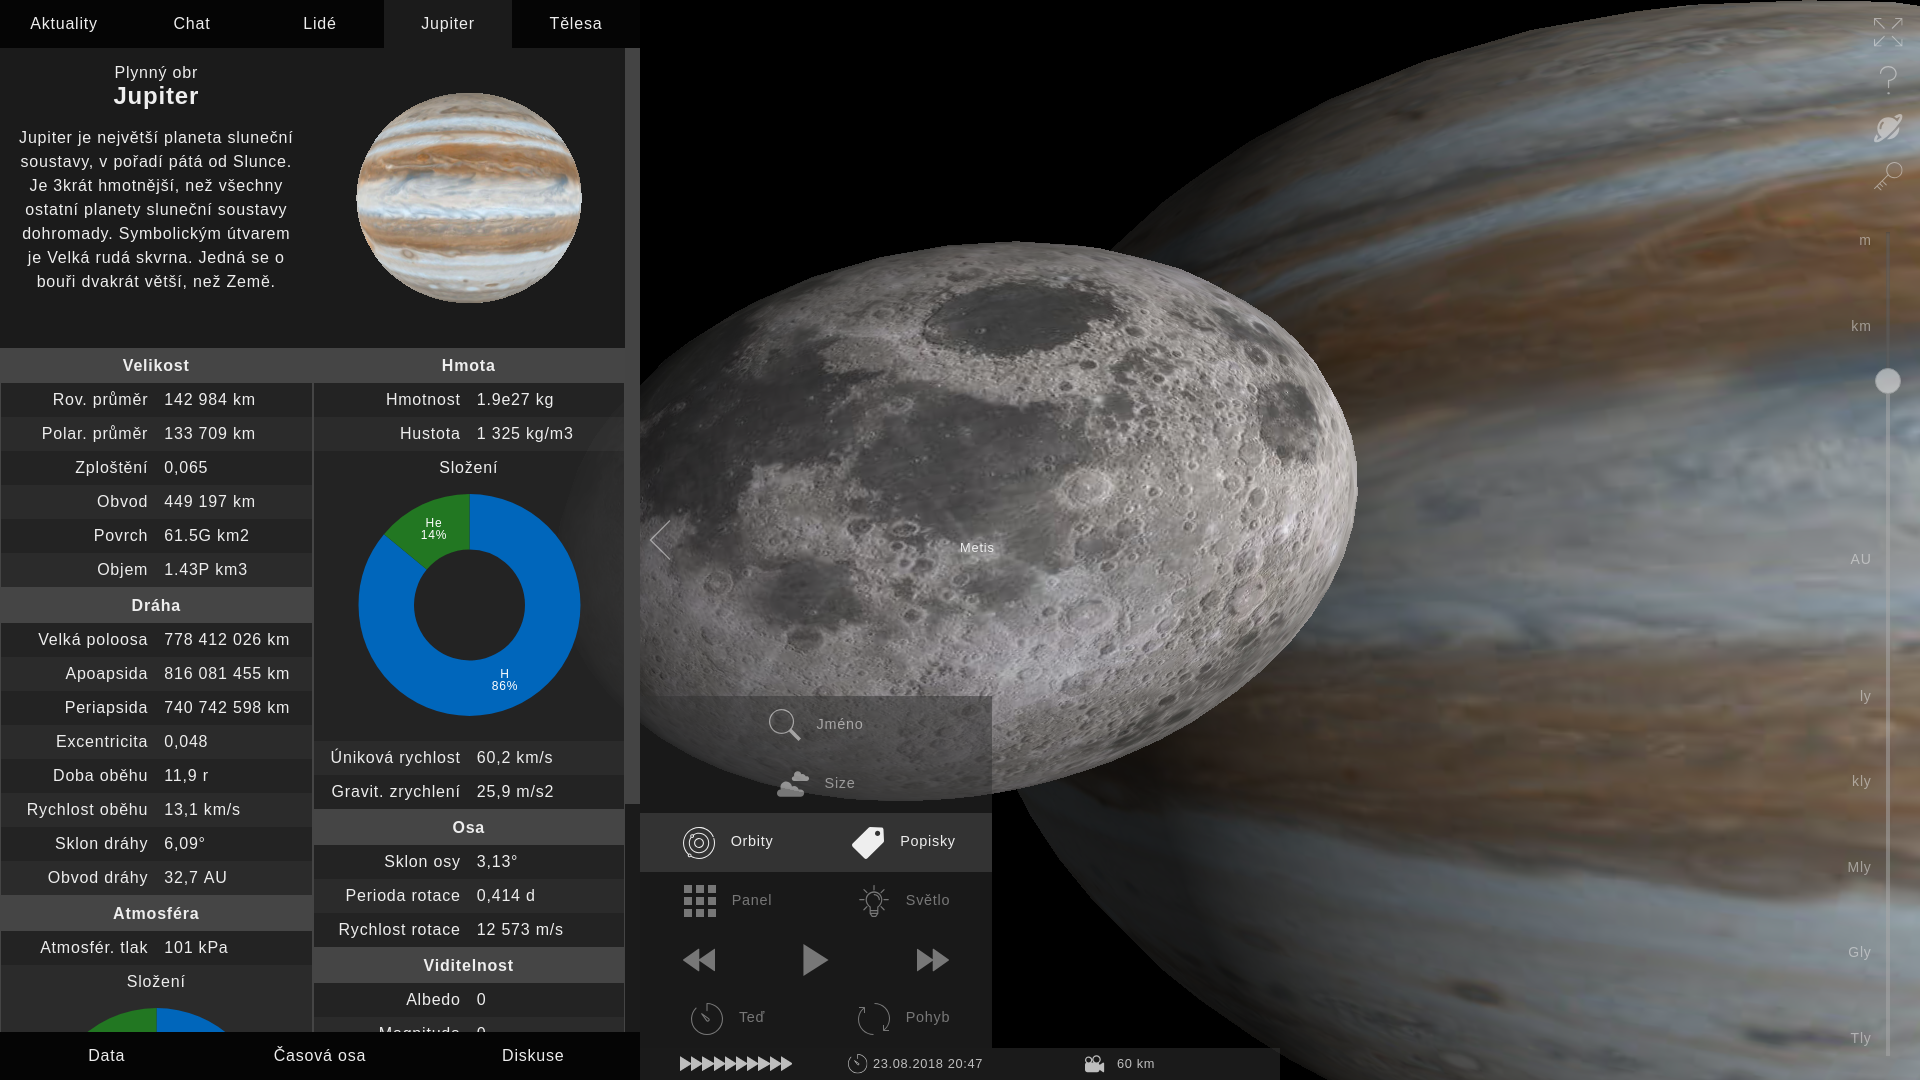 Aktuality Chat Lidé Jupiter Tělesa
Plynný obr
Jupiter
Jupiter je největší planeta sluneční
soustavy, v pořadí pátá od Slunce.
Je 3krát hmotnější, než všechny
ostatní planety sluneční soustavy
dohromady. Symbolickým útvarem
je Velká rudá skvrna. Jedná se o
bouři dvakrát větší, než Země.
Velikost
Rov. průměr 142 984 km
Polar. průměr 133 709 km
Zploštění 0,065
Obvod 449 197 km
Povrch 61.5G km2
Objem 1.43P km3
Dráha
Velká poloosa 778 412 026 km
Apoapsida 816 081 455 km
Periapsida 740 742 598 km
Excentricita 0,048
Doba oběhu 11,9 r
Rychlost oběhu 13,1 km/s
Sklon dráhy 6,09°
Obvod dráhy 32,7 AU
Atmosféra
Atmosfér. tlak 101 kPa
Složení
Hmota
Hmotnost 1.9e27 kg
Hustota 1 325 kg/m3
Složení
He
14%
H
86%
Úniková rychlost 60,2 km/s
Gravit. zrychlení 25,9 m/s2
Osa
Sklon osy 3,13°
Perioda rotace 0,414 d
Rychlost rotace 12 573 m/s
Viditelnost
Albedo 0
Magnituda 0
Data Časová osa Diskuse
Metis
Jméno
Size
Orbity Popisky
Panel Světlo
Teď Pohyb
23.08.2018 20:47 60 km
m
km
AU
ly
kly
Mly
Gly
Tly